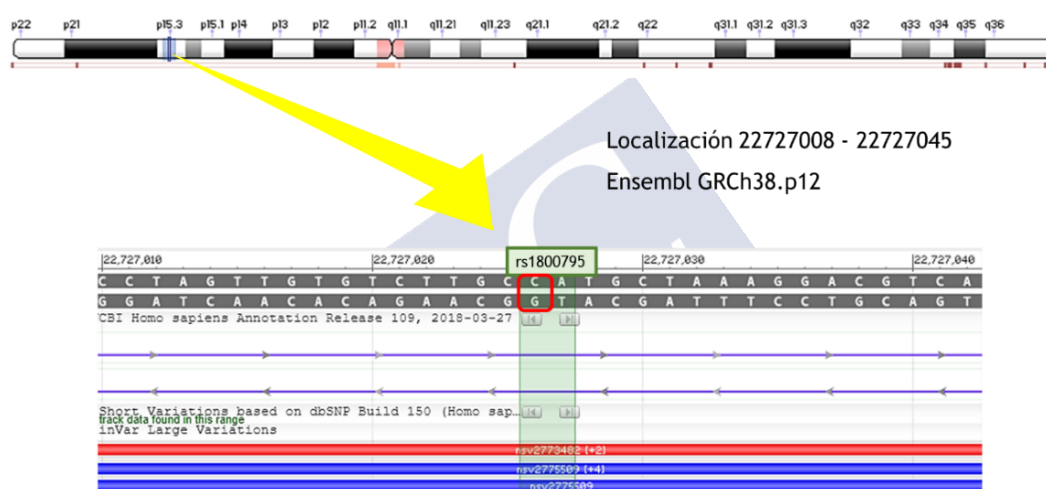 p22 p21 p15.3 p15.1 p14 p13 p12 p11.2 q11.1 q11.21 q11.23 q21.1 q21.2 q22 q31.1 q31.2 q31.3 q32 q33 q34 q35 q36
Localización 22727008 - 22727045
Ensembl GRCh38.p12
22,727,010 22,727,020 rs1800795 22,727,030 22,727,040
C C T A G T T G T G T C T T G C C A T G C T A A A G G A C G T C A
G G A T C A A C A C A G A A C G G T A C G A T T T C C T G C A G T
CBI Homo sapiens Annotation Release 109, 2018-03-27
Short Variations based on dbSNP Build 150 (Homo sap...
track data found in this range
inVar Large Variations
nsv2773482 (+2)
nsv2775509 (+4)
nsv2775509